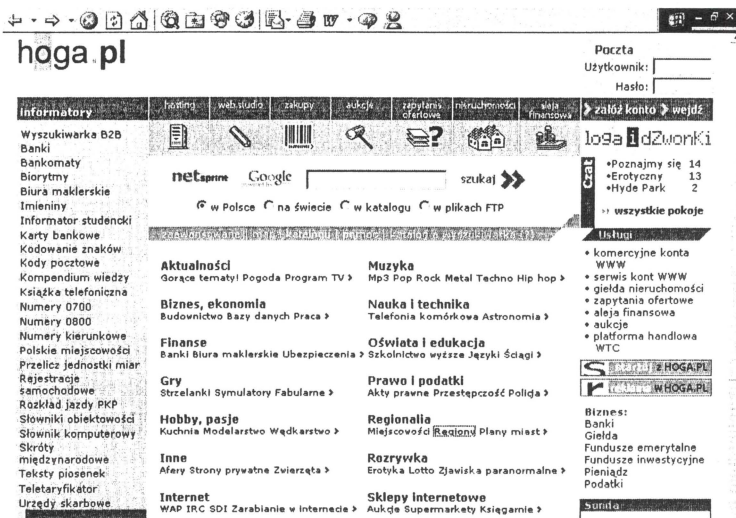 hoga.pl
Poczta
Użytkownik:
Hasło:
załóż konto
wejdź
Informatory
hosting
web.studio
zakupy
aukcje
zapytania ofertowe
nieruchomości
aleja finansowa
Wyszukiwarka B2B
Banki
Bankomaty
Biorytmy
Biura maklerskie
Imieniny
Informator studencki
Karty bankowe
Kodowanie znaków
Kody pocztowe
Kompendium wiedzy
Książka telefoniczna
Numery 0700
Numery 0800
Numery kierunkowe
Polskie miejscowości
Przelicz jednostki miar
Rejestracje
samochodowe
Rozkład jazdy PKP
Słowniki obiektowości
Słownik komputerowy
Skróty
międzynarodowe
Teksty piosenek
Teletaryfikator
Urzędy skarbowe
netsprint
Google
szukaj
w Polsce
na świecie
w katalogu
w plikach FTP
Aktualności
Gorące tematy! Pogoda Program TV >
Biznes, ekonomia
Budownictwo Bazy danych Praca >
Finanse
Banki Biura maklerskie Ubezpieczenia >
Gry
Strzelanki Symulatory Fabularne >
Hobby, pasje
Kuchnia Modelarstwo Wędkarstwo >
Inne
Afery Strony prywatne Zwierzęta >
Internet
WAP IRC SDI Zarabianie w internecie >
Muzyka
Mp3 Pop Rock Metal Techno Hip hop >
Nauka i technika
Telefonia komórkowa Astronomia >
Oświata i edukacja
Szkolnictwo wyższe Języki Ściągi >
Prawo i podatki
Akty prawne Przestępczość Policja >
Regionalia
Miejscowości Regiony Plany miast >
Rozrywka
Erotyka Lotto Zjawiska paranormalne >
Sklepy internetowe
Aukcje Supermarkety Księgarnie >
loga i dZwonKi
Czat
•Poznajmy się 14
•Erotyczny 13
•Hyde Park 2
wszystkie pokoje
Usługi
• komercyjne konta
WWW
• serwis kont WWW
• giełda nieruchomości
• zapytania ofertowe
• aleja finansowa
• aukcje
• platforma handlowa
WTC
z HOGA.PL
w HOGA.PL
Biznes:
Banki
Giełda
Fundusze emerytalne
Fundusze inwestycyjne
Pieniądz
Podatki
Sonda